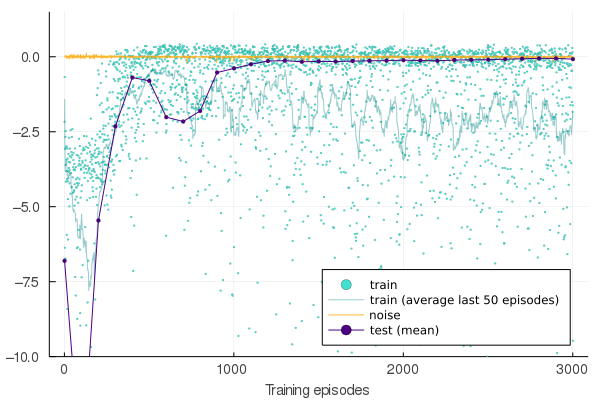 0.0
−2.5
−5.0
−7.5
−10.0
train
train (average last 50 episodes)
noise
test (mean)
0 1000 2000 3000
Training episodes